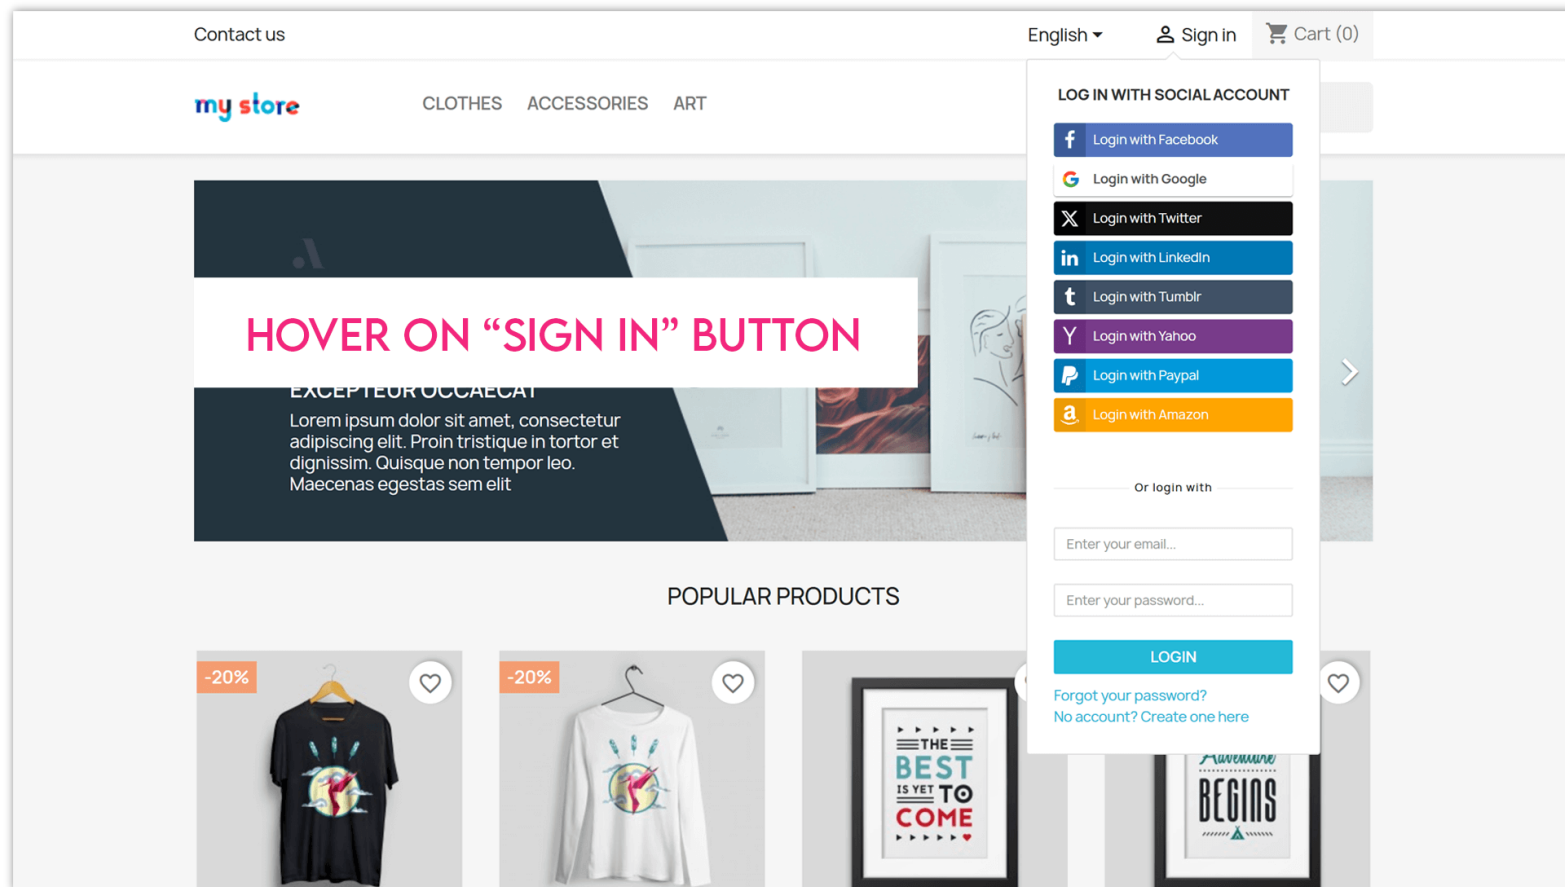 Contact us
English
Sign in
Cart (0)
my store
CLOTHES
ACCESSORIES
ART
LOG IN WITH SOCIAL ACCOUNT
Login with Facebook
Login with Google
Login with Twitter
Login with LinkedIn
Login with Tumblr
Login with Yahoo
Login with Paypal
Login with Amazon
Or login with
Enter your email...
Enter your password...
LOGIN
Forgot your password?
No account? Create one here
HOVER ON “SIGN IN” BUTTON
EXCEPTEUR OCCAECAT
Lorem ipsum dolor sit amet, consectetur
adipiscing elit. Proin tristique in tortor et
dignissim. Quisque non tempor leo.
Maecenas egestas sem elit
POPULAR PRODUCTS
-20%
-20%
THE
BEST
IS YET TO
COME
Adventure
BEGINS